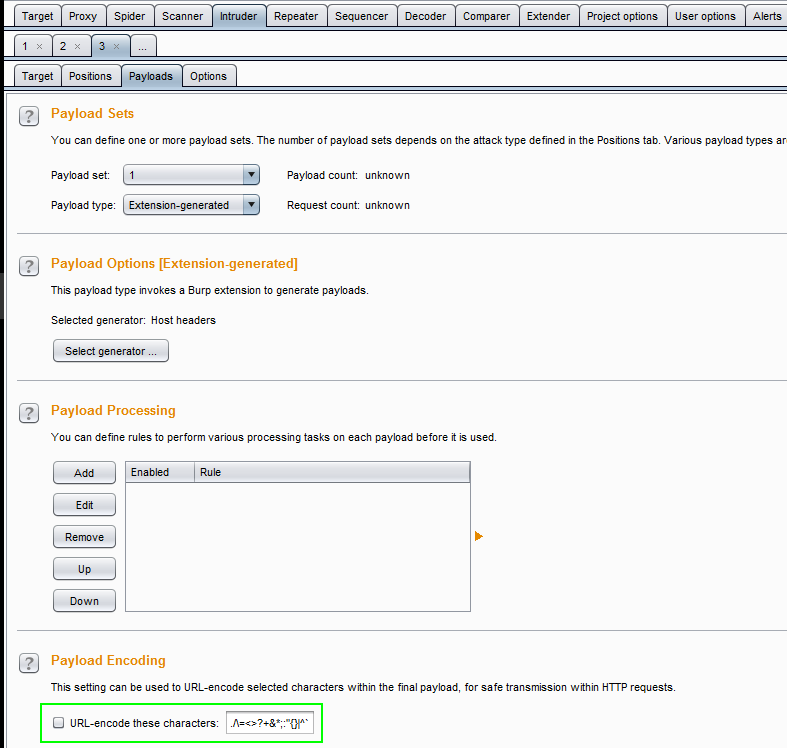 Target Proxy Spider Scanner Intruder Repeater Sequencer Decoder Comparer Extender Project options User options Alerts
1 × 2 × 3 × ...
Target Positions Payloads Options
? Payload Sets
You can define one or more payload sets. The number of payload sets depends on the attack type defined in the Positions tab. Various payload types are
Payload set: 1 Payload count: unknown
Payload type: Extension-generated Request count: unknown
? Payload Options [Extension-generated]
This payload type invokes a Burp extension to generate payloads.
Selected generator: Host headers
Select generator ...
? Payload Processing
You can define rules to perform various processing tasks on each payload before it is used.
Add Enabled Rule
Edit
Remove
Up
Down
? Payload Encoding
This setting can be used to URL-encode selected characters within the final payload, for safe transmission within HTTP requests.
URL-encode these characters: ./\=<>?+&*;:"{}|^`